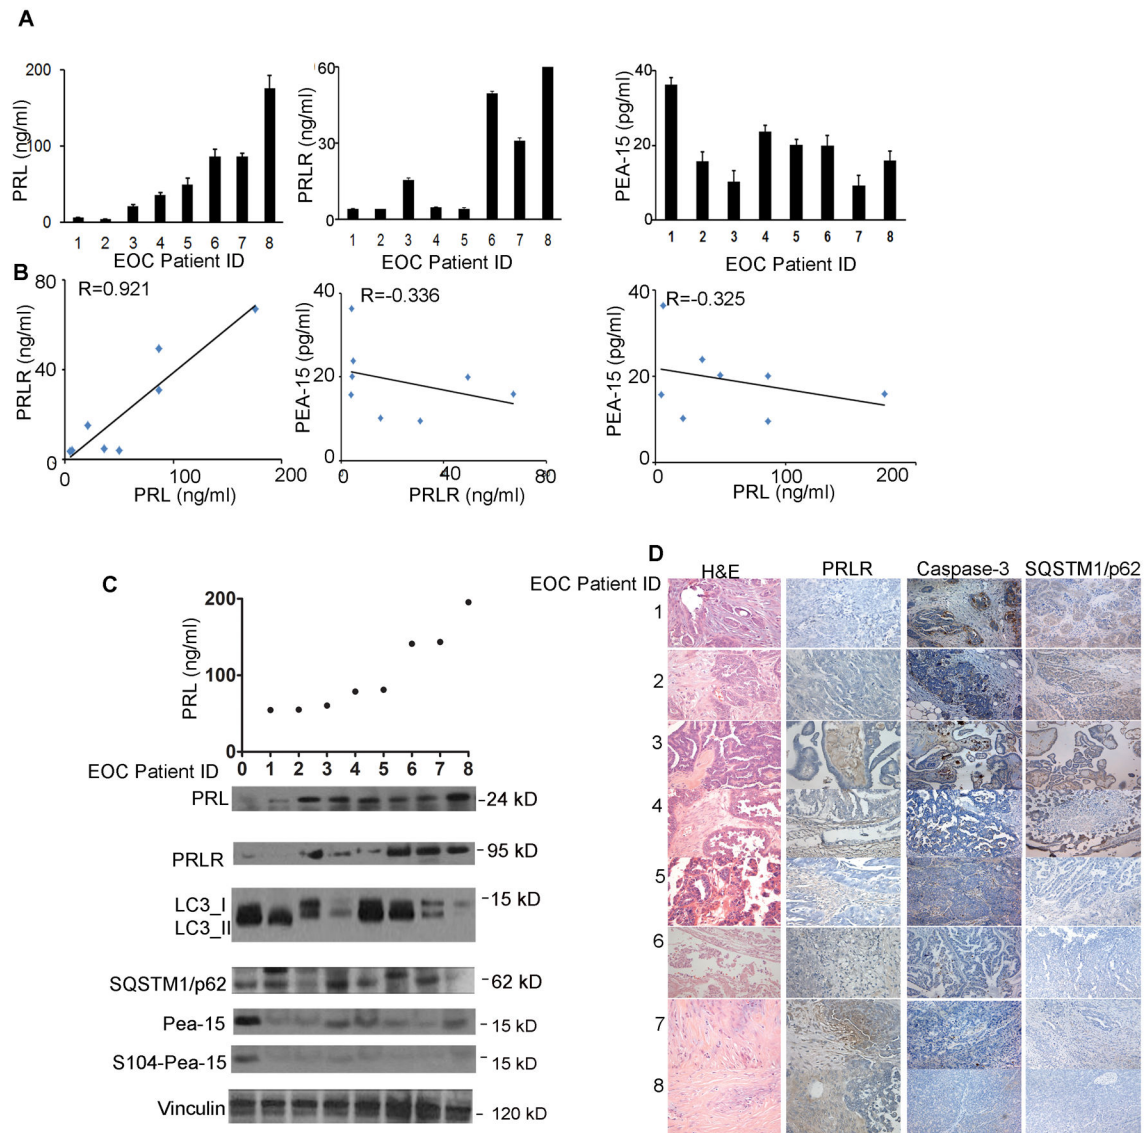 A
200
100
0
PRL (ng/ml)
1 2 3 4 5 6 7 8
EOC Patient ID
60
30
0
PRLR (ng/ml)
1 2 3 4 5 6 7 8
EOC Patient ID
40
20
0
PEA-15 (pg/ml)
1 2 3 4 5 6 7 8
EOC Patient ID
B
R=0.921
80
40
0
PRLR (ng/ml)
0 100 200
PRL (ng/ml)
R=-0.336
40
20
0
PEA-15 (pg/ml)
0 40 80
PRLR (ng/ml)
R=-0.325
40
20
0
PEA-15 (pg/ml)
0 100 200
PRL (ng/ml)
C
200
100
0
PRL (ng/ml)
EOC Patient ID 0 1 2 3 4 5 6 7 8
PRL -24 kD
PRLR -95 kD
LC3_I -15 kD
LC3_II
SQSTM1/p62 -62 kD
Pea-15 - 15 kD
S104-Pea-15 - 15 kD
Vinculin - 120 kD
D
H&E PRLR Caspase-3 SQSTM1/p62
EOC Patient ID
1
2
3
4
5
6
7
8